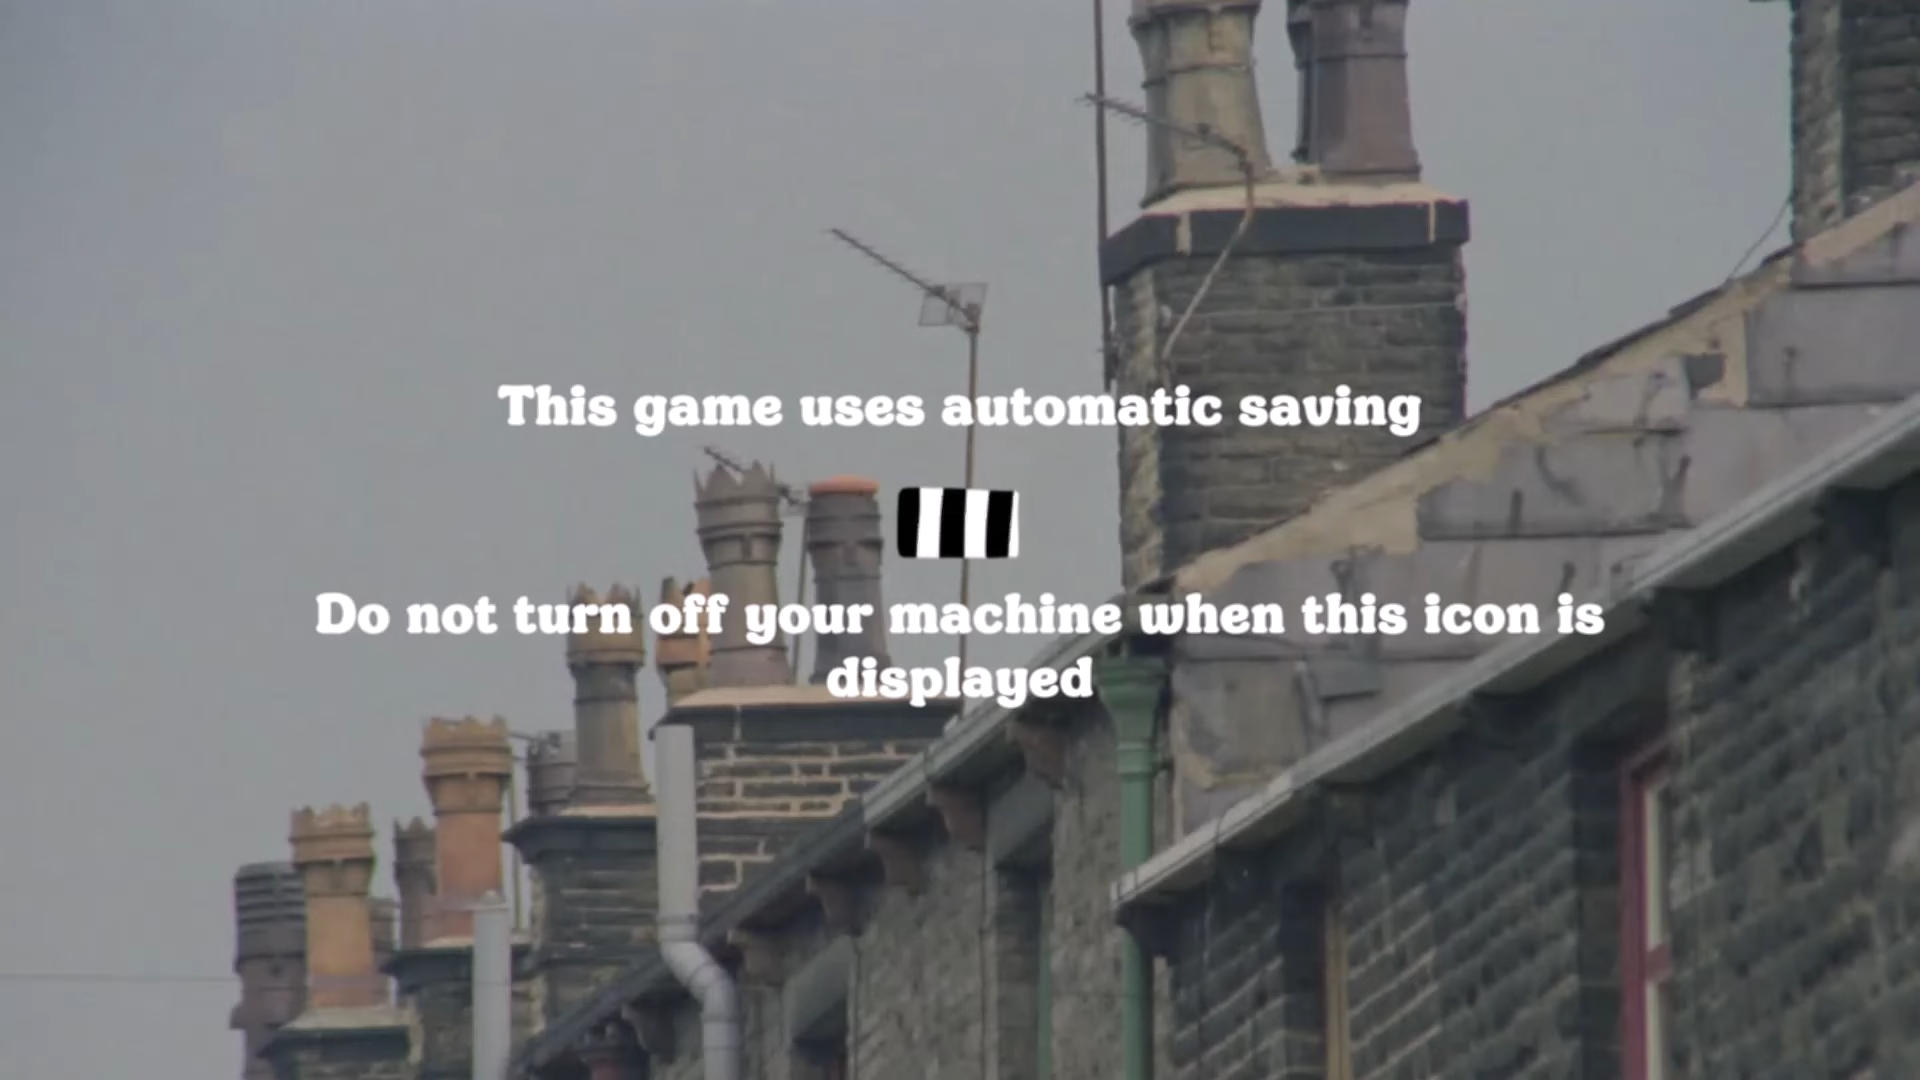 This game uses automatic saving
Do not turn off your machine when this icon is
displayed